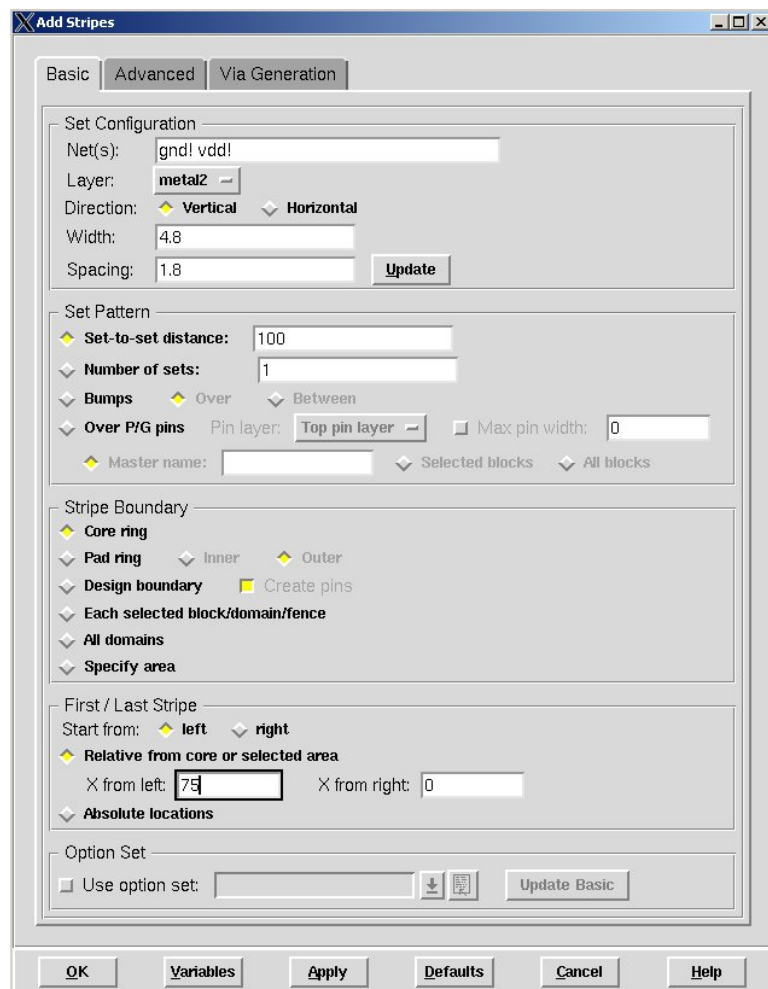 Add Stripes
Basic Advanced Via Generation
Set Configuration
Net(s): gnd! vdd!
Layer: metal2
Direction: Vertical Horizontal
Width: 4.8
Spacing: 1.8 Update
Set Pattern
Set-to-set distance: 100
Number of sets: 1
Bumps Over Between
Over P/G pins Pin layer: Top pin layer Max pin width: 0
Master name: Selected blocks All blocks
Stripe Boundary
Core ring
Pad ring Inner Outer
Design boundary Create pins
Each selected block/domain/fence
All domains
Specify area
First / Last Stripe
Start from: left right
Relative from core or selected area
X from left: 75 X from right: 0
Absolute locations
Option Set
Use option set: Update Basic
OK Variables Apply Defaults Cancel Help